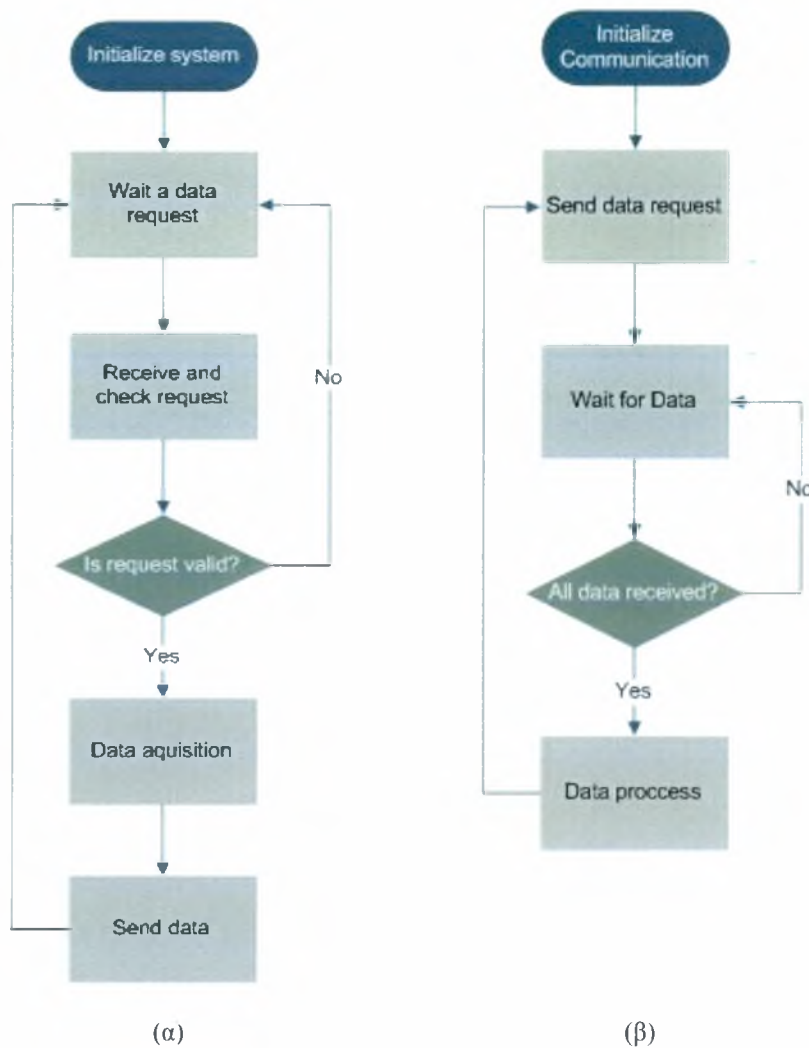 Initialize system
Wait a data
request
Receive and
check request
No
Is request valid?
Yes
Data aquisition
Send data
(α)
Initialize
Communication
Send data request
Wait for Data
No
All data received?
Yes
Data proccess
(β)